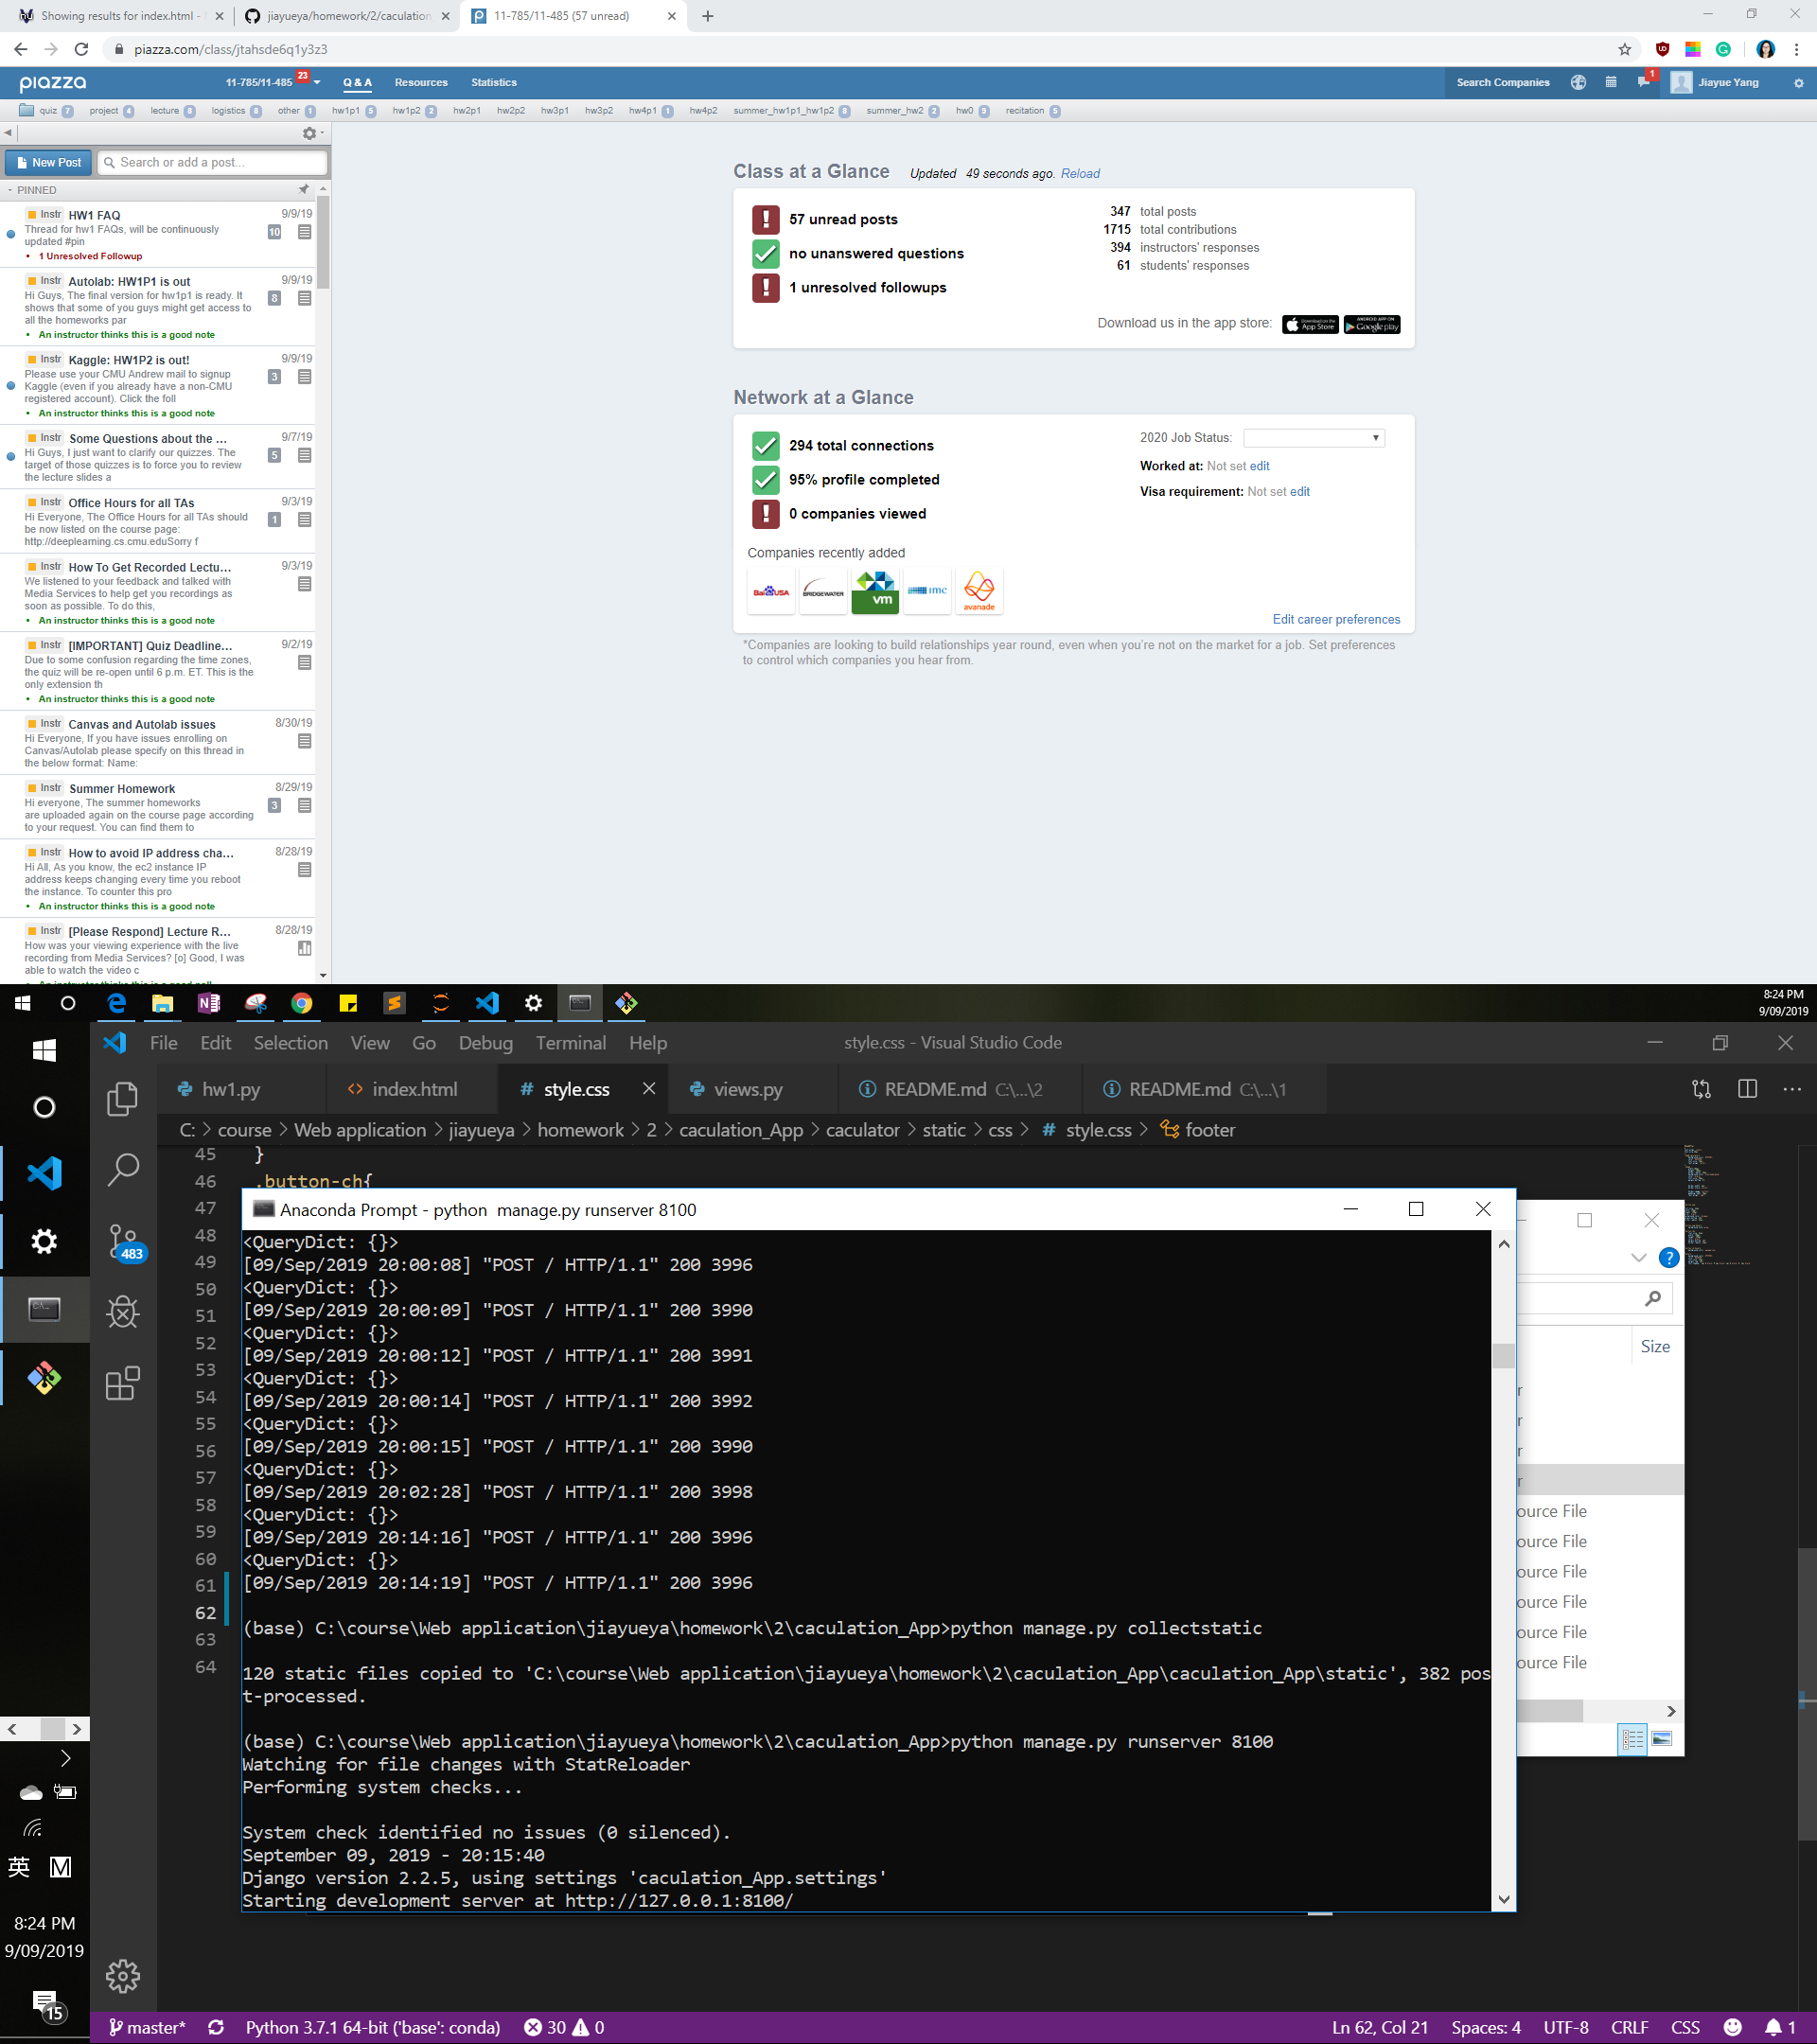 Showing results for index.html -
jiayueya/homework/2/caculation
11-785/11-485 (57 unread)
piazza.com/class/jtahsde6q1y3z3
piazza
11-785/11-485 23
Q & A
Resources
Statistics
Search Companies
1
Jiayue Yang
quiz 7
project 4
lecture 8
logistics 8
other 1
hw1p1 5
hw1p2 2
hw2p1
hw2p2
hw3p1
hw3p2
hw4p1 1
hw4p2
summer_hw1p1_hw1p2 8
summer_hw2 2
hw0 3
recitation 5
New Post
Search or add a post...
PINNED
Instr HW1 FAQ 9/9/19
Thread for hw1 FAQs, will be continuously 10
updated #pin
• 1 Unresolved Followup
Instr Autolab: HW1P1 is out 9/9/19
Hi Guys, The final version for hw1p1 is ready. It 8
shows that some of you guys might get access to
all the homeworks par
• An instructor thinks this is a good note
Instr Kaggle: HW1P2 is out! 9/9/19
Please use your CMU Andrew mail to signup 3
Kaggle (even if you already have a non-CMU
registered account). Click the foll
• An instructor thinks this is a good note
Instr Some Questions about the ... 9/7/19
Hi Guys, I just want to clarify our quizzes. The 5
target of those quizzes is to force you to review
the lecture slides a
Instr Office Hours for all TAs 9/3/19
Hi Everyone, The Office Hours for all TAs should 1
be now listed on the course page:
http://deeplearning.cs.cmu.eduSorry f
Instr How To Get Recorded Lectu... 9/3/19
We listened to your feedback and talked with
Media Services to help get you recordings as
soon as possible. To do this,
• An instructor thinks this is a good note
Instr [IMPORTANT] Quiz Deadline... 9/2/19
Due to some confusion regarding the time zones,
the quiz will be re-open until 6 p.m. ET. This is the
only extension th
• An instructor thinks this is a good note
Instr Canvas and Autolab issues 8/30/19
Hi Everyone, If you have issues enrolling on
Canvas/Autolab please specify on this thread in
the below format: Name:
Instr Summer Homework 8/29/19
Hi everyone, The summer homeworks 3
are uploaded again on the course page according
to your request. You can find them to
Instr How to avoid IP address cha... 8/28/19
Hi All, As you know, the ec2 instance IP
address keeps changing every time you reboot
the instance. To counter this pro
• An instructor thinks this is a good note
Instr [Please Respond] Lecture R... 8/28/19
How was your viewing experience with the live
recording from Media Services? [o] Good, I was
able to watch the video c
Class at a Glance Updated 49 seconds ago. Reload
57 unread posts
no unanswered questions
1 unresolved followups
347 total posts
1715 total contributions
394 instructors' responses
61 students' responses
Download us in the app store: Download on the App Store ANDROID APP ON Google play
Network at a Glance
294 total connections
95% profile completed
0 companies viewed
2020 Job Status:
Worked at: Not set edit
Visa requirement: Not set edit
Companies recently added
Bai USA BRIDGEWATER vm imc avanade
Edit career preferences
*Companies are looking to build relationships year round, even when you're not on the market for a job. Set preferences
to control which companies you hear from.
8:24 PM
9/09/2019
File Edit Selection View Go Debug Terminal Help
style.css - Visual Studio Code
hw1.py
<> index.html
# style.css
views.py
README.md C:\...\2
README.md C:\...\1
C: > course > Web application > jiayueya > homework > 2 > caculation_App > caculator > static > css > # style.css > footer
45 }
46 .button-ch{
47
48
49
50
51
52
53
54
55
56
57
58
59
60
61
62
63
64
483
Anaconda Prompt - python manage.py runserver 8100
<QueryDict: {}>
[09/Sep/2019 20:00:08] "POST / HTTP/1.1" 200 3996
<QueryDict: {}>
[09/Sep/2019 20:00:09] "POST / HTTP/1.1" 200 3990
<QueryDict: {}>
[09/Sep/2019 20:00:12] "POST / HTTP/1.1" 200 3991
<QueryDict: {}>
[09/Sep/2019 20:00:14] "POST / HTTP/1.1" 200 3992
<QueryDict: {}>
[09/Sep/2019 20:00:15] "POST / HTTP/1.1" 200 3990
<QueryDict: {}>
[09/Sep/2019 20:02:28] "POST / HTTP/1.1" 200 3998
<QueryDict: {}>
[09/Sep/2019 20:14:16] "POST / HTTP/1.1" 200 3996
<QueryDict: {}>
[09/Sep/2019 20:14:19] "POST / HTTP/1.1" 200 3996
(base) C:\course\Web application\jiayueya\homework\2\caculation_App>python manage.py collectstatic
120 static files copied to 'C:\course\Web application\jiayueya\homework\2\caculation_App\caculation_App\static', 382 pos
t-processed.
(base) C:\course\Web application\jiayueya\homework\2\caculation_App>python manage.py runserver 8100
Watching for file changes with StatReloader
Performing system checks...
System check identified no issues (0 silenced).
September 09, 2019 - 20:15:40
Django version 2.2.5, using settings 'caculation_App.settings'
Starting development server at http://127.0.0.1:8100/
Size
r
r
r
r
ource File
ource File
ource File
ource File
ource File
ource File
英 M
8:24 PM
9/09/2019
15
master*
Python 3.7.1 64-bit ('base': conda)
30 0
Ln 62, Col 21
Spaces: 4
UTF-8
CRLF
CSS
1